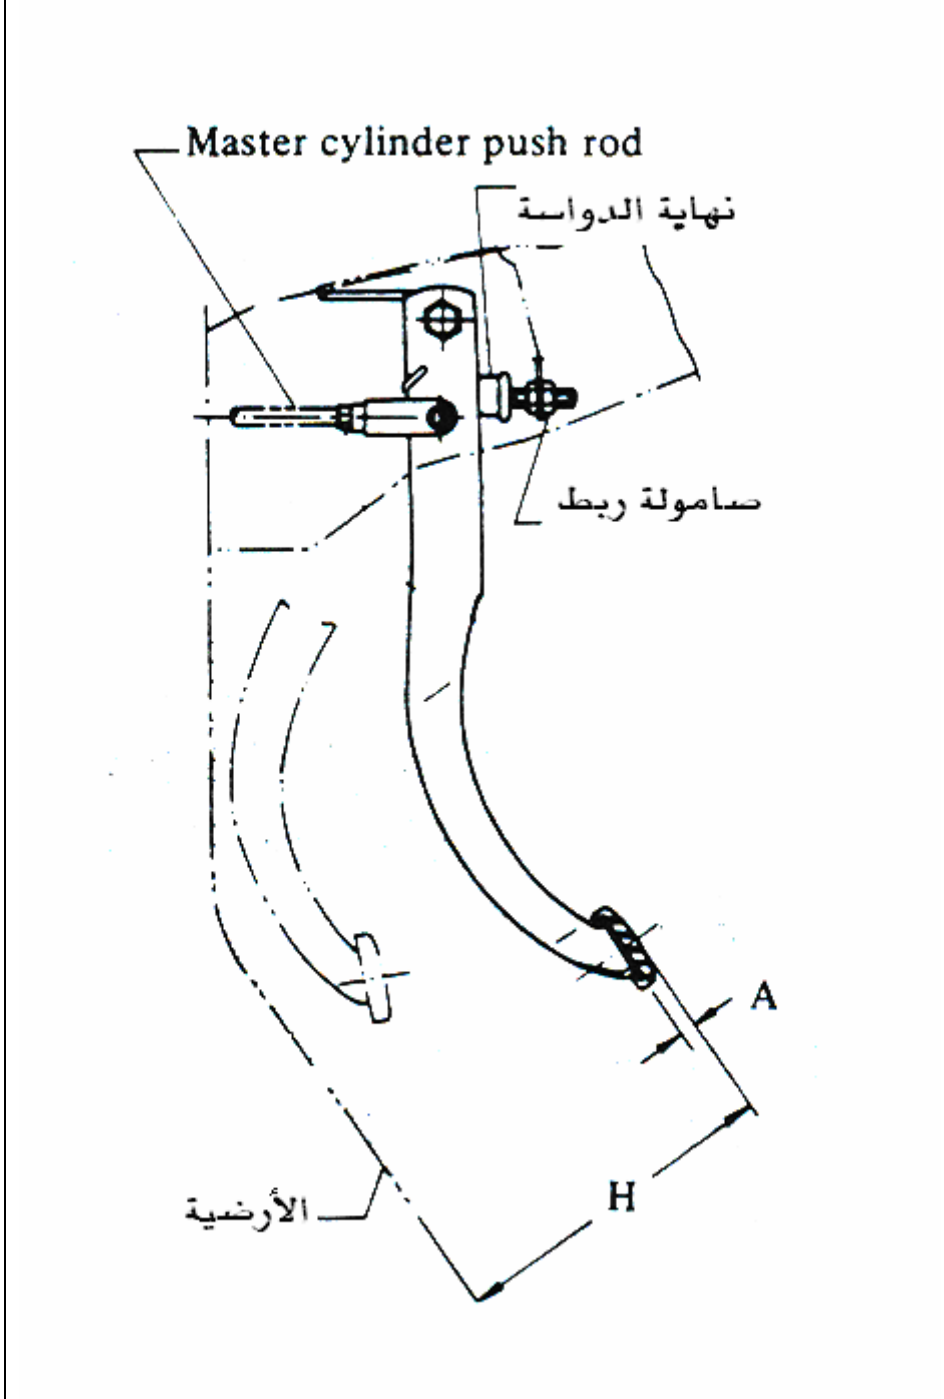 Master cylinder push rod
نهاية الدواسة
صامولة ربط
A
H
الأرضية